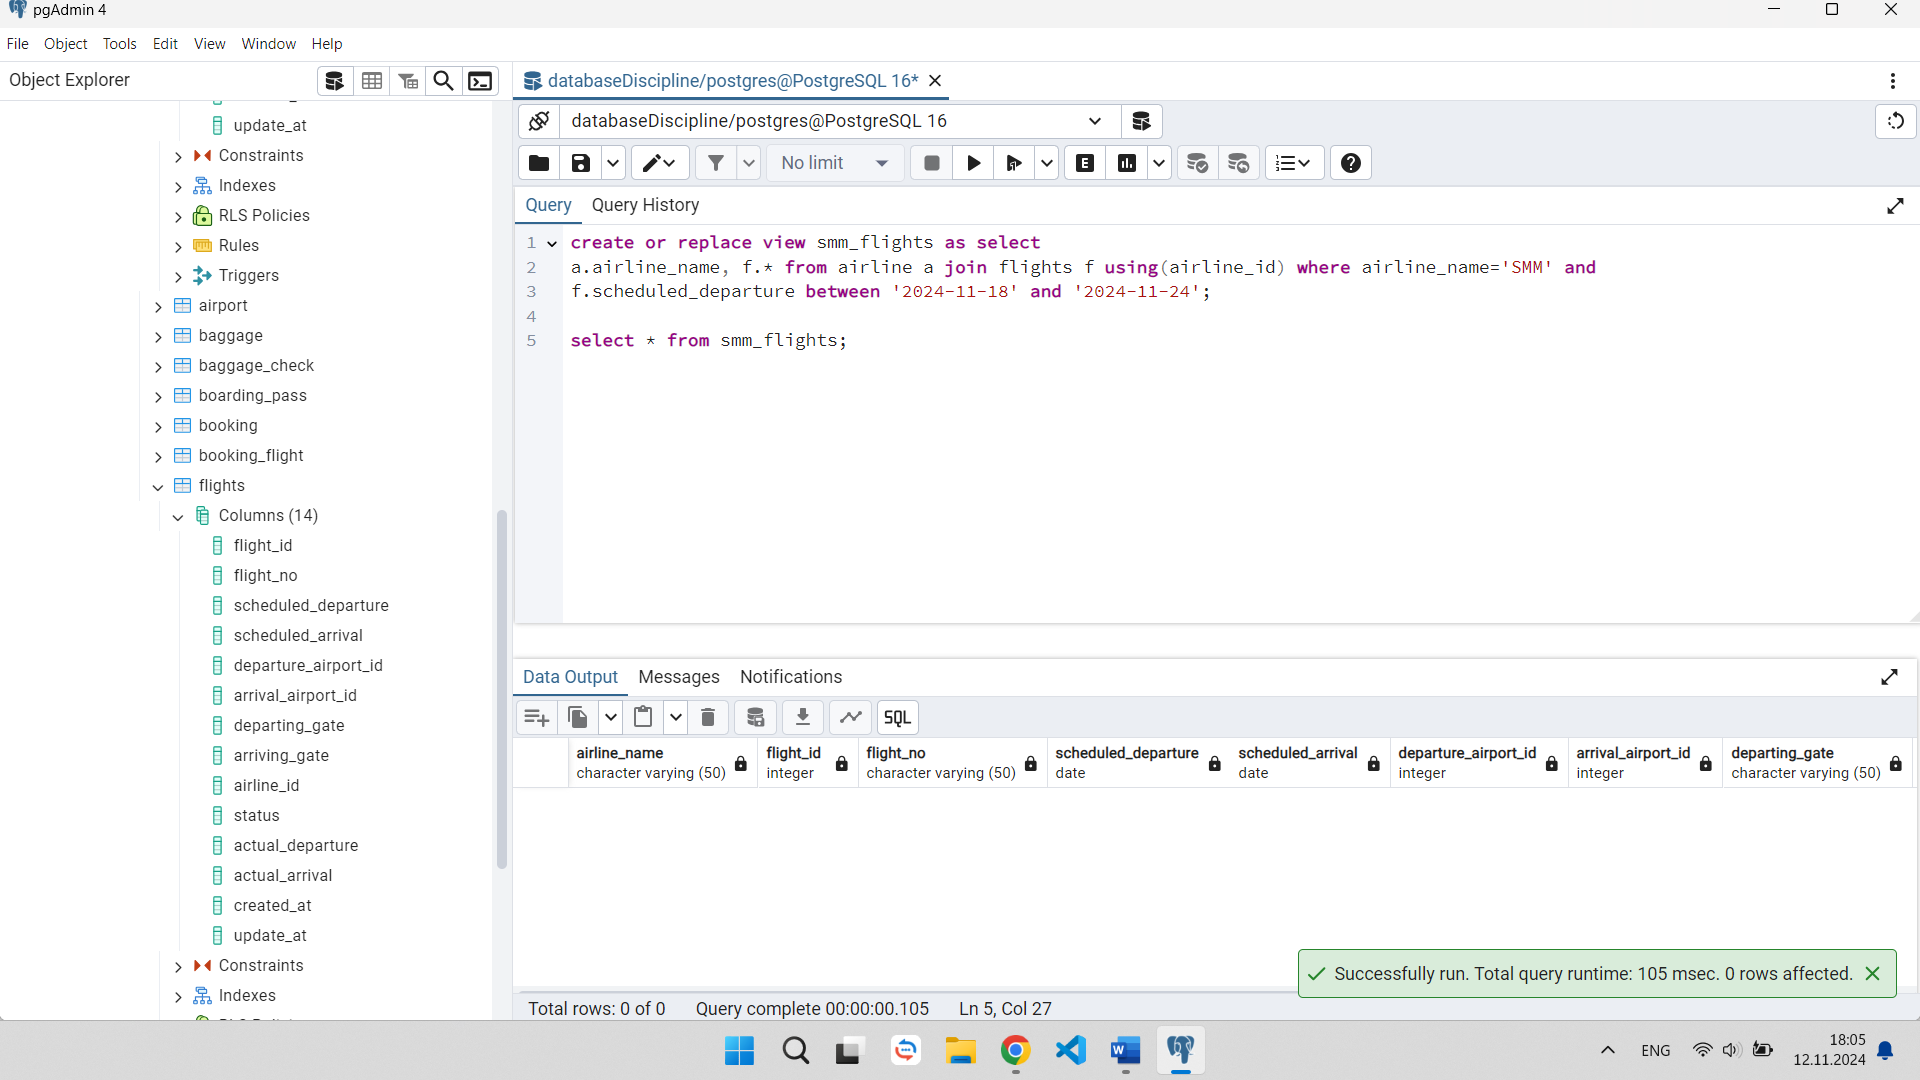 pgAdmin 4
File Object Tools Edit View Window Help
Object Explorer
update_at
Constraints
Indexes
RLS Policies
Rules
Triggers
airport
baggage
baggage_check
boarding_pass
booking
booking_flight
flights
Columns (14)
flight_id
flight_no
scheduled_departure
scheduled_arrival
departure_airport_id
arrival_airport_id
departing_gate
arriving_gate
airline_id
status
actual_departure
actual_arrival
created_at
update_at
Constraints
Indexes
databaseDiscipline/postgres@PostgreSQL 16*
databaseDiscipline/postgres@PostgreSQL 16
No limit
E
Query Query History
1 create or replace view smm_flights as select
2 a.airline_name, f.* from airline a join flights f using(airline_id) where airline_name='SMM' and
3 f.scheduled_departure between '2024-11-18' and '2024-11-24';
4
5 select * from smm_flights;
Data Output Messages Notifications
SQL
airline_name flight_id flight_no scheduled_departure scheduled_arrival departure_airport_id arrival_airport_id departing_gate
character varying (50) integer character varying (50) date date integer integer character varying (50)
Successfully run. Total query runtime: 105 msec. 0 rows affected.
Total rows: 0 of 0 Query complete 00:00:00.105 Ln 5, Col 27
W
ENG
18:05
12.11.2024